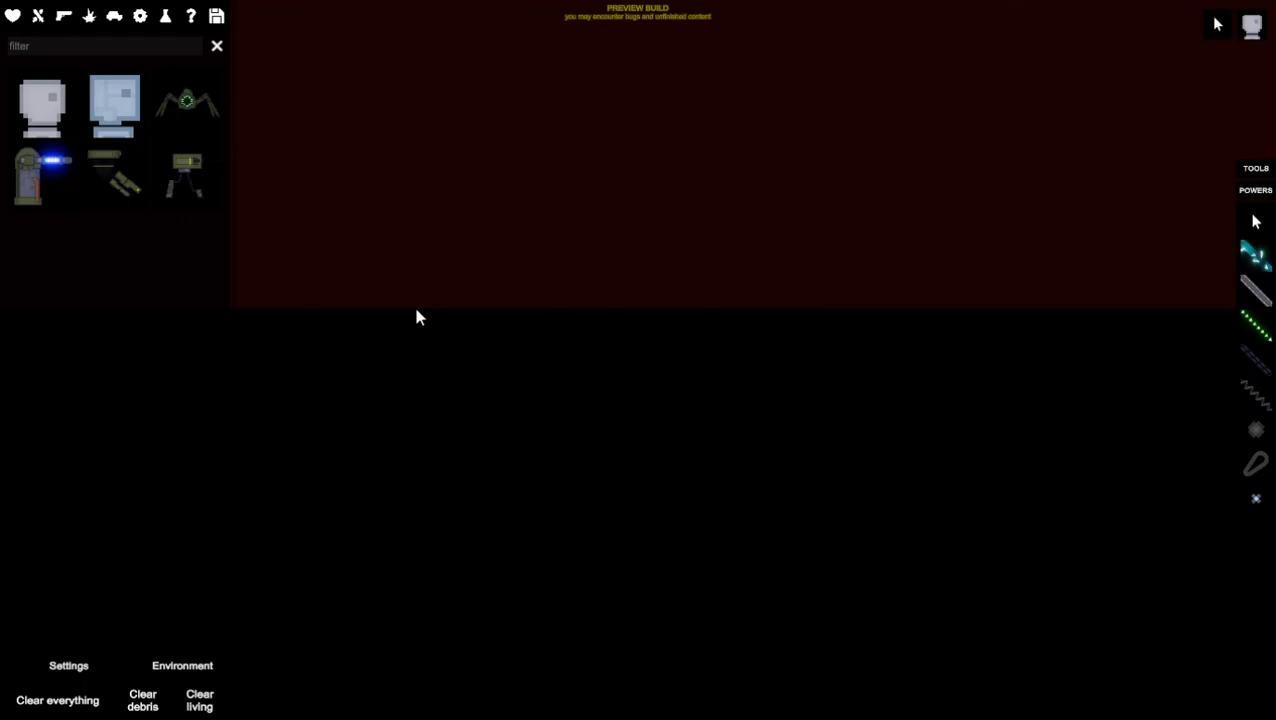 PREVIEW BUILD
you may encounter bugs and unfinished content
filter
TOOLS
POWERS
Settings
Environment
Clear everything
Clear
debris
Clear
living